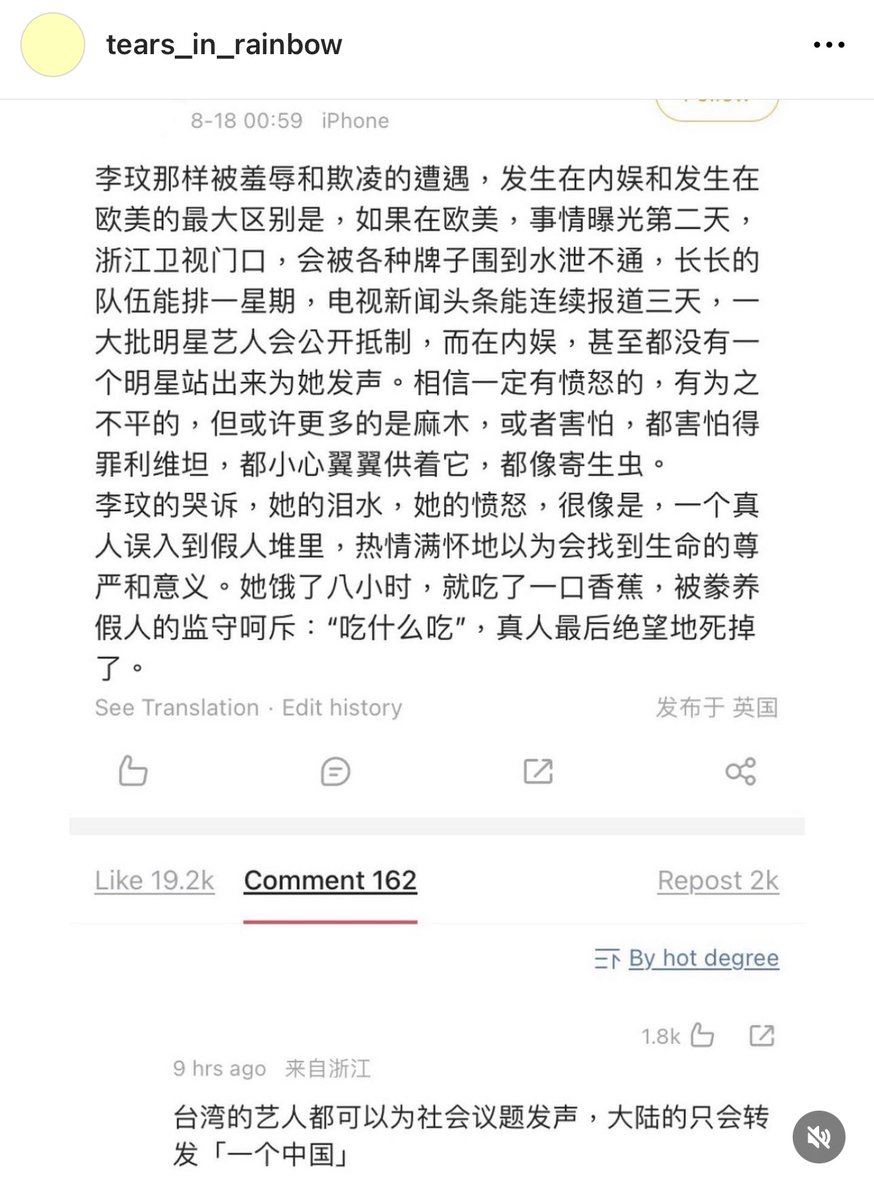 tears_in_rainbow
8-18 00:59 iPhone
李玟那样被羞辱和欺凌的遭遇，发生在内娱和发生在
欧美的最大区别是，如果在欧美，事情曝光第二天，
浙江卫视门口，会被各种牌子围到水泄不通，长长的
队伍能排一星期，电视新闻头条能连续报道三天，一
大批明星艺人会公开抵制，而在内娱，甚至都没有一
个明星站出来为她发声。相信一定有愤怒的，有为之
不平的，但或许更多的是麻木，或者害怕，都害怕得
罪利维坦，都小心翼翼供着它，都像寄生虫。
李玟的哭诉，她的泪水，她的愤怒，很像是，一个真
人误入到假人堆里，热情满怀地以为会找到生命的尊
严和意义。她饿了八小时，就吃了一口香蕉，被豢养
假人的监守呵斥：“吃什么吃”，真人最后绝望地死掉
了。
See Translation · Edit history 发布于 英国
Like 19.2k Comment 162 Repost 2k
By hot degree
1.8k
9 hrs ago 来自浙江
台湾的艺人都可以为社会议题发声，大陆的只会转
发「一个中国」